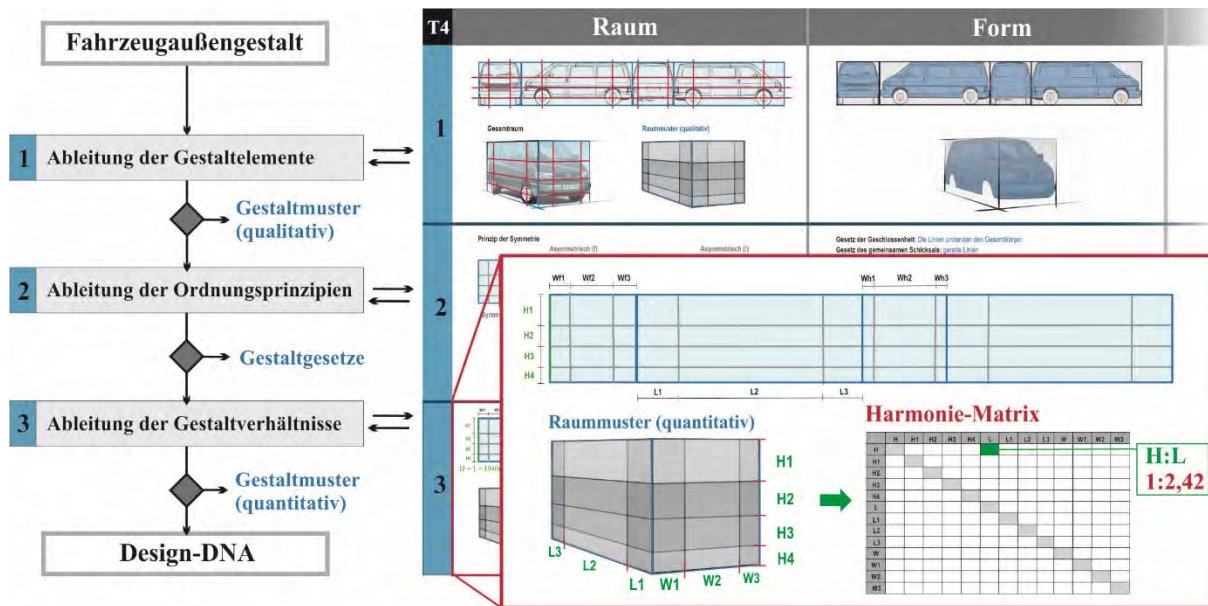 Fahrzeugaußengestalt
1 Ableitung der Gestaltelemente
Gestaltmuster
(qualitativ)
2 Ableitung der Ordnungsprinzipien
Gestaltgesetze
3 Ableitung der Gestaltverhältnisse
Gestaltmuster
(quantitativ)
Design-DNA
T4 Raum Form
1
Gesamtraum Raummuster (qualitativ)
2
Prinzip der Symmetrie
Asymmetrisch (!) Asymmetrisch (!)
Gesetz der Geschlossenheit: Die Linien umranden den Gesamtkörper
Gesetz des gemeinsamen Schicksals: gerade Linien
3
Wf1 Wf2 Wf3 Wh1 Wh2 Wh3
H1
H2
H3
H4
L1 L2 L3
Raummuster (quantitativ)
H1
H2
H3
H4
L3 L2 L1 W1 W2 W3
Harmonie-Matrix
H H1 H2 H3 H4 L L1 L2 L3 W W1 W2 W3
H
H1
H2
H3
H4
L
L1
L2
L3
W
W1
W2
W3
H:L
1:2,42